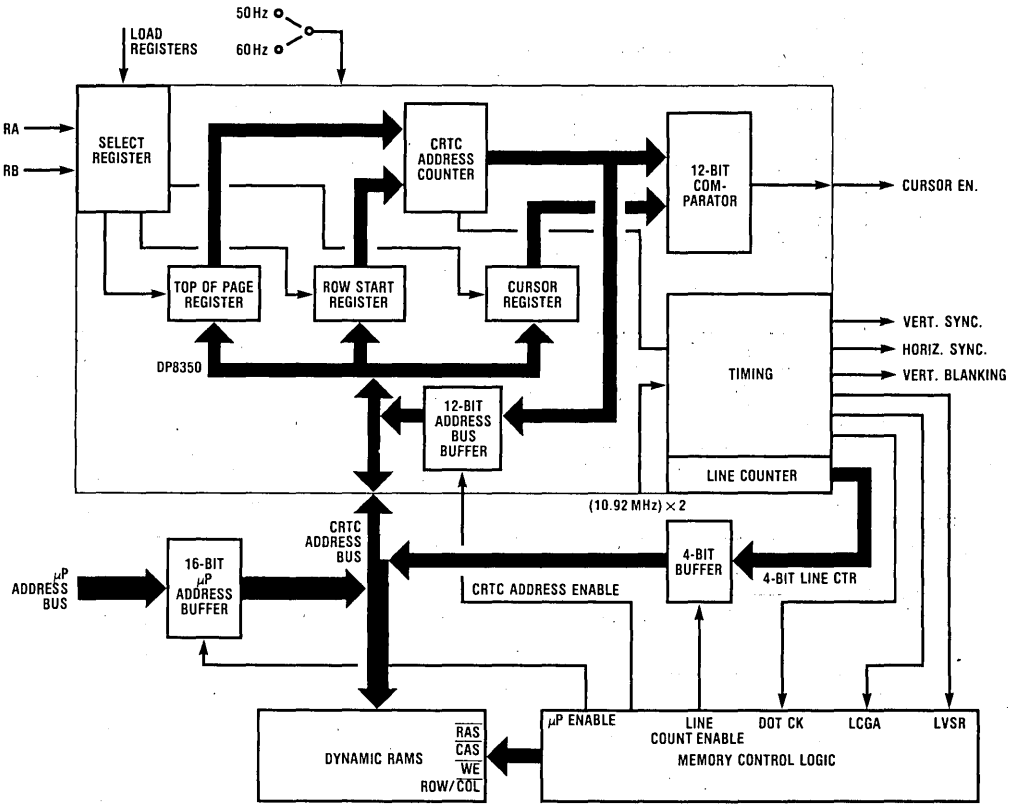 50Hz
60Hz
LOAD
REGISTERS
RA
RB
SELECT
REGISTER
CRTC
ADDRESS
COUNTER
12-BIT
COM-
PARATOR
CURSOR EN.
TOP OF PAGE
REGISTER
ROW START
REGISTER
CURSOR
REGISTER
DP8350
12-BIT
ADDRESS
BUS
BUFFER
TIMING
VERT. SYNC.
HORIZ. SYNC.
VERT. BLANKING
LINE COUNTER
(10.92 MHz) × 2
CRTC
ADDRESS
BUS
μP
ADDRESS
BUS
16-BIT
μP
ADDRESS
BUFFER
4-BIT
BUFFER
4-BIT LINE CTR
CRTC ADDRESS ENABLE
DYNAMIC RAMS
RAS
CAS
WE
ROW/COL
μP ENABLE
LINE
COUNT ENABLE
DOT CK
LCGA
LVSR
MEMORY CONTROL LOGIC